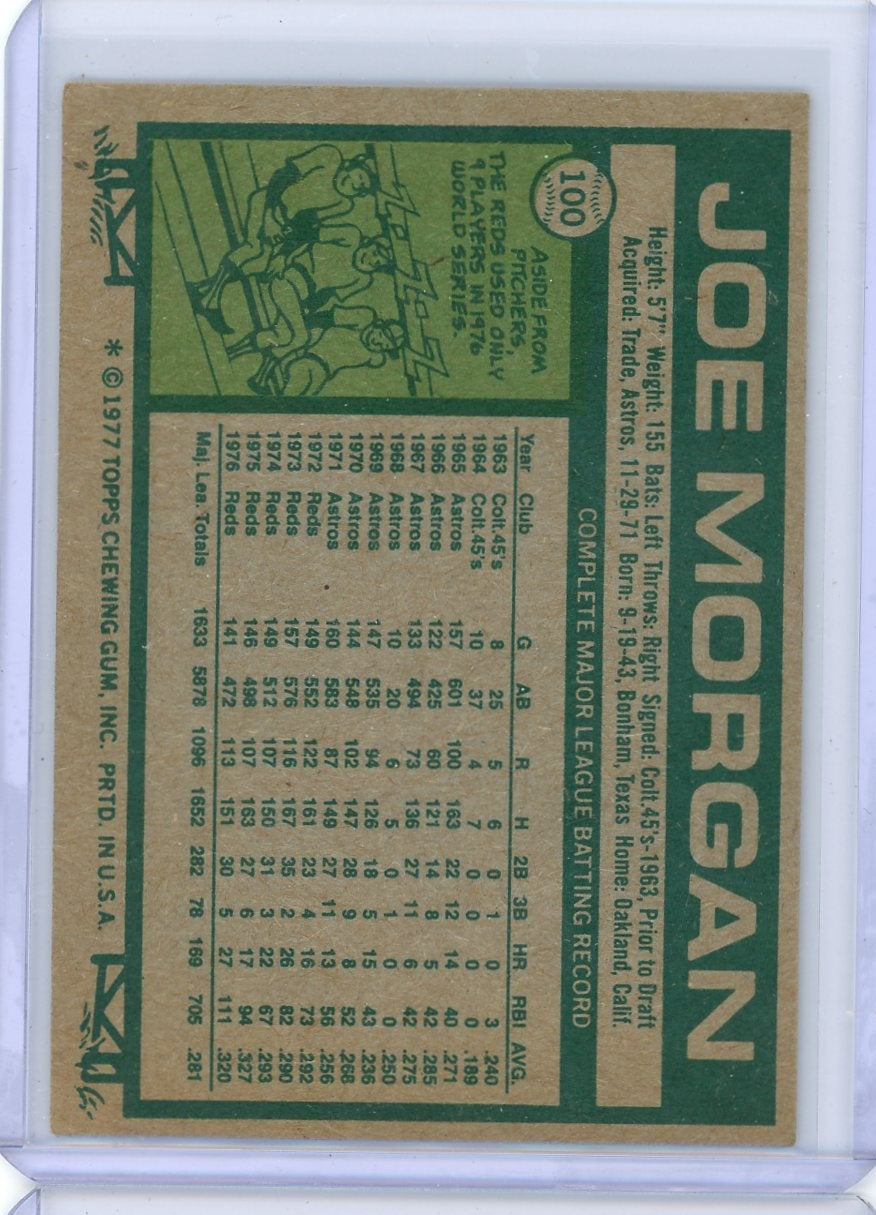 JOE MORGAN
100
Height: 5'7" Weight: 155 Bats: Left Throws: Right Signed: Colt.45's-1963, Prior to Draft
Acquired: Trade, Astros, 11-29-71 Born: 9-19-43, Bonham, Texas Home: Oakland, Calif.
COMPLETE MAJOR LEAGUE BATTING RECORD
ASIDE FROM
PITCHERS,
THE REDS USED ONLY
9 PLAYERS IN 1976
WORLD SERIES.
Year Club G AB R H 2B 3B HR RBI AVG.
1963 Colt.45's 8 25 5 6 0 1 0 3 .240
1964 Colt.45's 10 37 4 7 0 0 0 0 .189
1965 Astros 157 601 100 163 22 12 14 40 .271
1966 Astros 122 425 60 121 14 8 5 42 .285
1967 Astros 133 494 73 136 27 11 6 42 .275
1968 Astros 10 20 6 5 0 1 0 0 .250
1969 Astros 147 535 94 126 18 5 15 43 .236
1970 Astros 144 548 102 147 28 9 8 52 .268
1971 Astros 160 583 87 149 27 11 13 56 .256
1972 Reds 149 552 122 161 23 4 16 73 .292
1973 Reds 157 576 116 167 35 2 26 82 .290
1974 Reds 149 512 107 150 31 3 22 67 .293
1975 Reds 146 498 107 163 27 6 17 94 .327
1976 Reds 141 472 113 151 30 5 27 111 .320
Maj. Lea. Totals 1633 5878 1096 1652 282 78 169 705 .281
* © 1977 TOPPS CHEWING GUM, INC. PRTD. IN U.S.A.